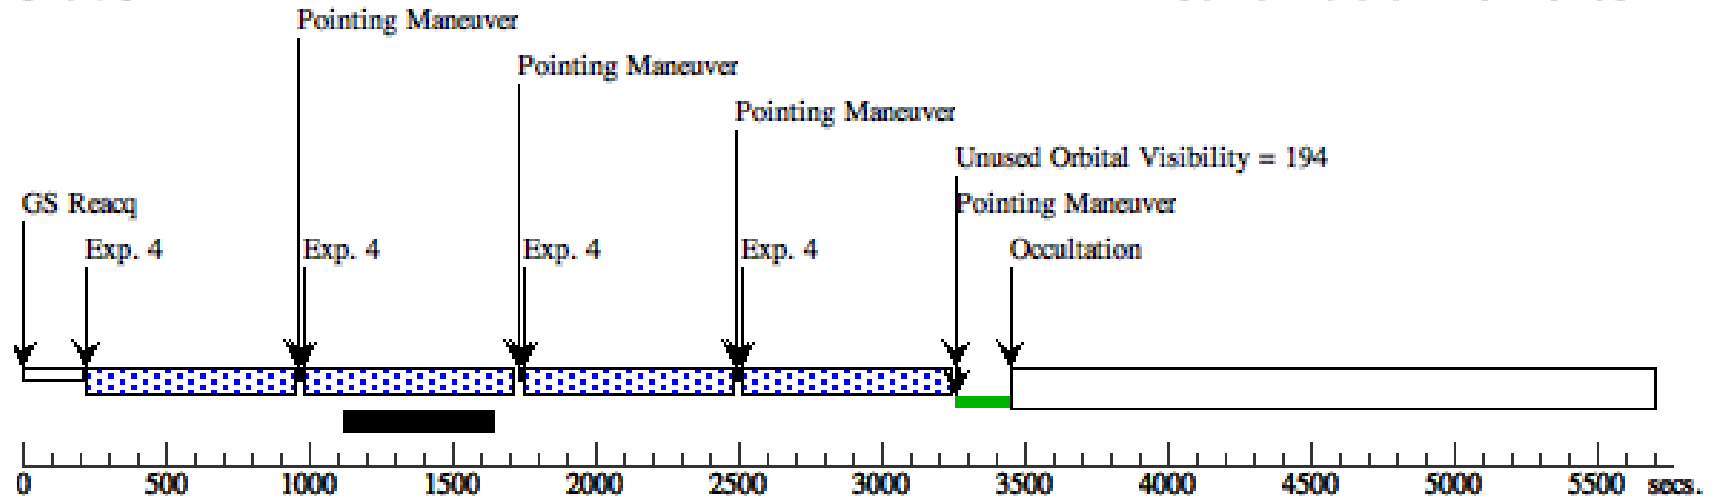 Pointing Maneuver
Pointing Maneuver
Pointing Maneuver
Unused Orbital Visibility = 194
GS Reacq
Pointing Maneuver
Exp. 4
Exp. 4
Exp. 4
Exp. 4
Occultation
0 500 1000 1500 2000 2500 3000 3500 4000 4500 5000 5500 secs.